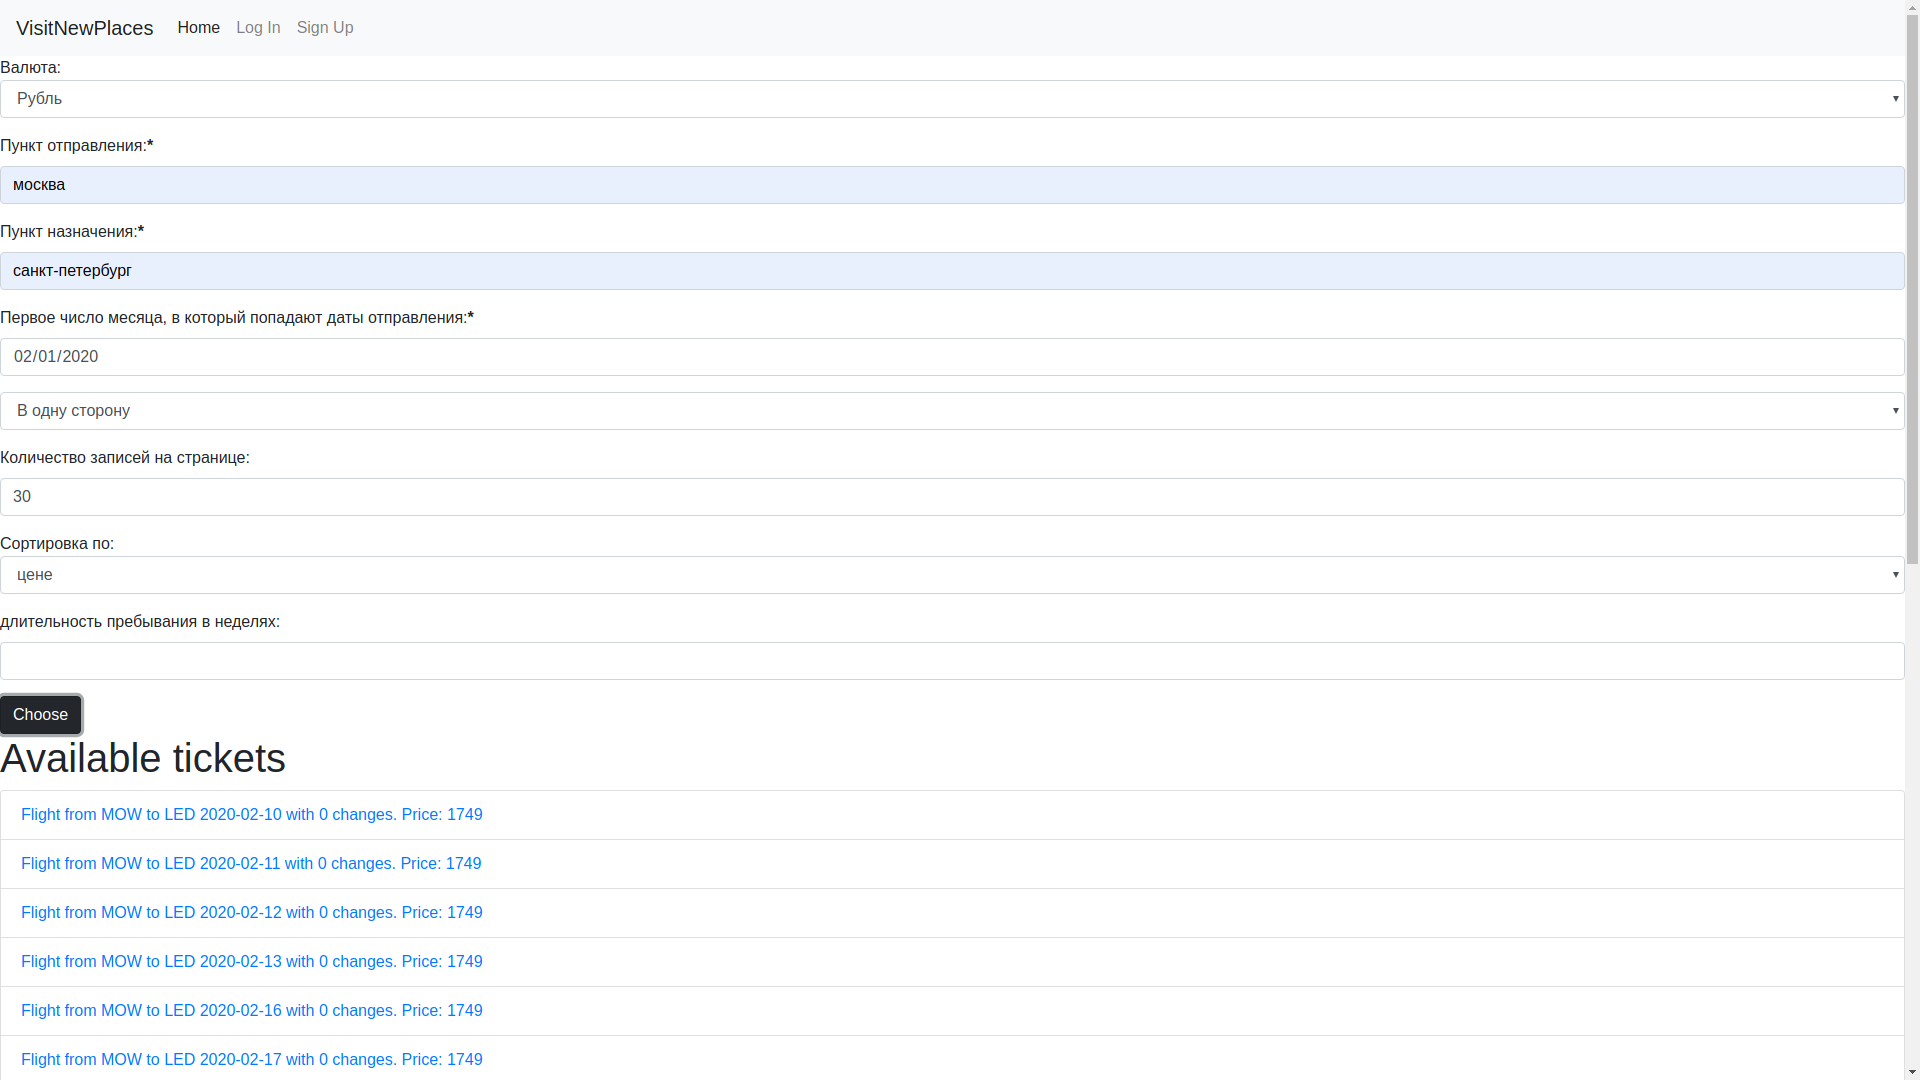 VisitNewPlaces Home Log In Sign Up
Валюта:
Рубль
Пункт отправления:*
москва
Пункт назначения:*
санкт-петербург
Первое число месяца, в который попадают даты отправления:*
02/01/2020
В одну сторону
Количество записей на странице:
30
Сортировка по:
цене
длительность пребывания в неделях:
Choose
Available tickets
Flight from MOW to LED 2020-02-10 with 0 changes. Price: 1749
Flight from MOW to LED 2020-02-11 with 0 changes. Price: 1749
Flight from MOW to LED 2020-02-12 with 0 changes. Price: 1749
Flight from MOW to LED 2020-02-13 with 0 changes. Price: 1749
Flight from MOW to LED 2020-02-16 with 0 changes. Price: 1749
Flight from MOW to LED 2020-02-17 with 0 changes. Price: 1749